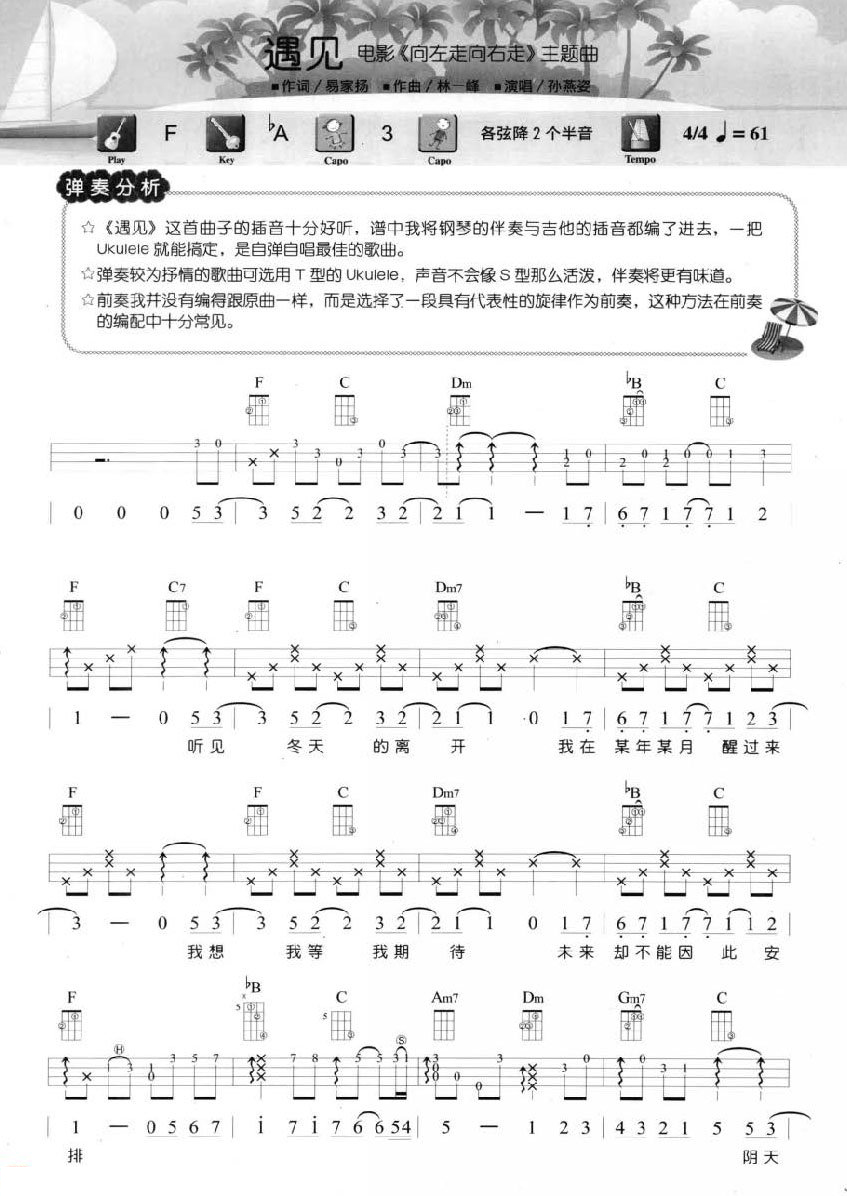 遇见 电影《向左走向右走》主题曲
■作词/易家扬 ■作曲/林一峰 ■演唱/孙燕姿
Play F Key ♭A Capo 3 Capo 各弦降2个半音 Tempo 4/4 ♩=61
弹奏分析
☆《遇见》这首曲子的插音十分好听，谱中我将钢琴的伴奏与吉他的插音都编了进去，一把
Ukulele 就能搞定，是自弹自唱最佳的歌曲。
☆弹奏较为抒情的歌曲可选用 T 型的 Ukulele，声音不会像 S 型那么活泼，伴奏将更有味道。
☆前奏我并没有编得跟原曲一样，而是选择了一段具有代表性的旋律作为前奏，这种方法在前奏
的编配中十分常见。
F C Dm ♭B C
| 0 0 0 5 3 | 3 5 2 2 3 2 | 2 1 1 — 1 7 | 6 7 1 7 7 1 2 |
F C7 F C Dm7 ♭B C
| 1 — 0 5 3 | 3 5 2 2 3 2 | 2 1 1 ·0 1 7 | 6 7 1 7 7 1 2 3 |
听见 冬天 的离 开 我在 某年某月 醒过来
F F C Dm7 ♭B C
| 3 — 0 5 3 | 3 5 2 2 3 2 | 2 1 1 0 1 7 | 6 7 1 7 7 1 1 2 |
我想 我等 我期 待 未来 却不能因 此安
F ♭B C Am7 Dm Gm7 C
| 1 — 0 5 6 7 | 1 7 1 7 6 6 5 4 | 5 — 1 2 3 | 4 3 2 1 5 5 3 |
排 阴天